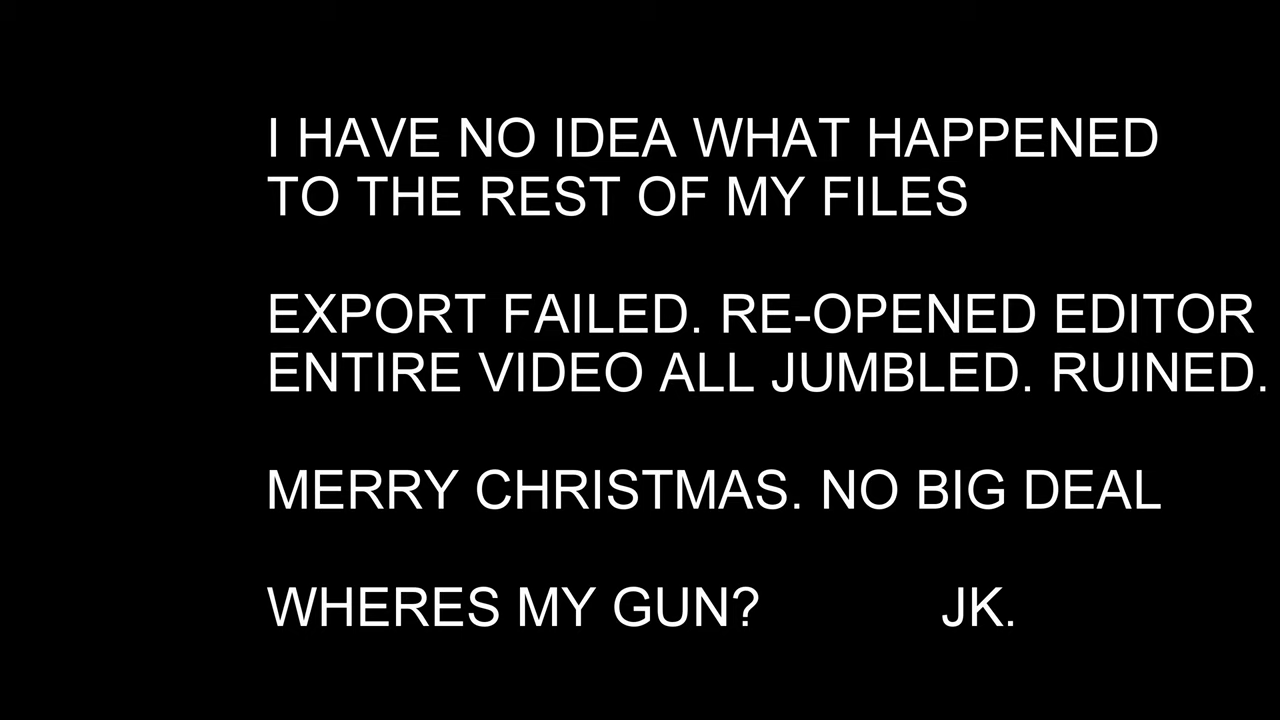 I HAVE NO IDEA WHAT HAPPENED
TO THE REST OF MY FILES
EXPORT FAILED. RE-OPENED EDITOR
ENTIRE VIDEO ALL JUMBLED. RUINED.
MERRY CHRISTMAS. NO BIG DEAL
WHERES MY GUN? JK.